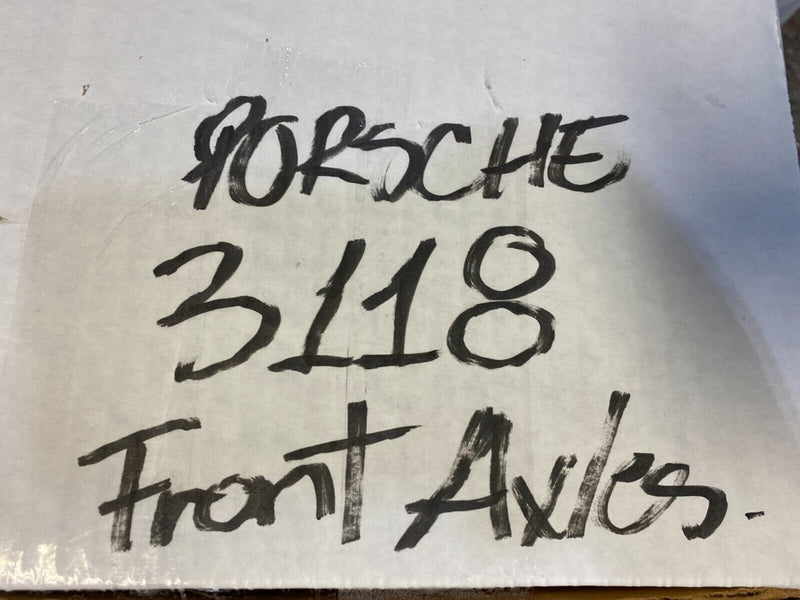 PORSCHE
3118
Front Axles.